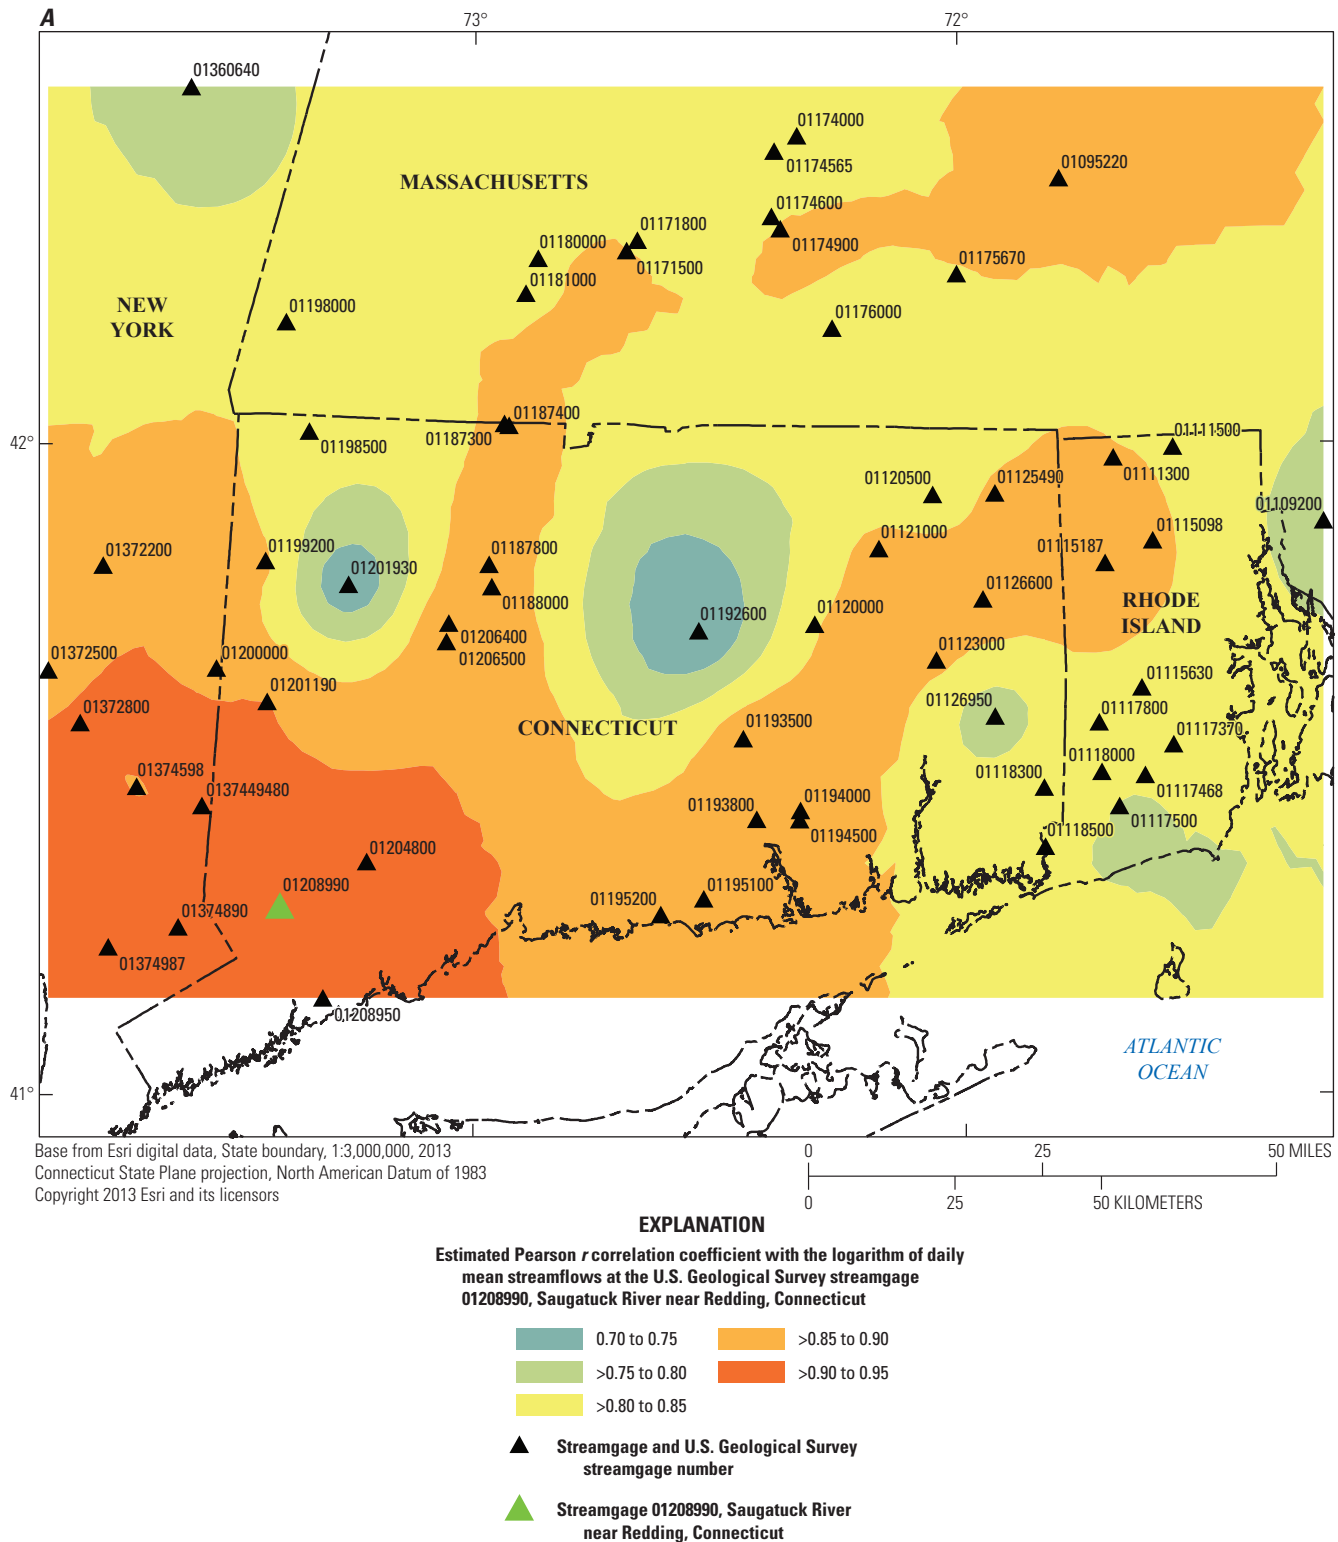 A
73°
72°
01360640
01174000
01174565
01095220
MASSACHUSETTS
01174600
01171800
01180000
01174900
01171500
01175670
01181000
NEW
YORK
01198000
01176000
01187400
01187300
42°
01198500
01111500
01111300
01125490
01120500
01109200
01115098
01121000
01372200
01199200
01187800
01115187
01201930
01188000
01126600
RHODE
ISLAND
01192600
01120000
01206400
01206500
01123000
01372500
01200000
01201190
01115630
01372800
01126950
01117800
CONNECTICUT
01193500
01117370
01118000
01374598
01118300
0137449480
01117468
01193800
01194000
01117500
01194500
01118500
01204800
01208990
01195100
01195200
01374890
01374987
01208950
ATLANTIC
OCEAN
41°
Base from Esri digital data, State boundary, 1:3,000,000, 2013
Connecticut State Plane projection, North American Datum of 1983
Copyright 2013 Esri and its licensors
0 25 50 MILES
0 25 50 KILOMETERS
EXPLANATION
Estimated Pearson r correlation coefficient with the logarithm of daily
mean streamflows at the U.S. Geological Survey streamgage
01208990, Saugatuck River near Redding, Connecticut
0.70 to 0.75
>0.85 to 0.90
>0.75 to 0.80
>0.90 to 0.95
>0.80 to 0.85
Streamgage and U.S. Geological Survey
streamgage number
Streamgage 01208990, Saugatuck River
near Redding, Connecticut